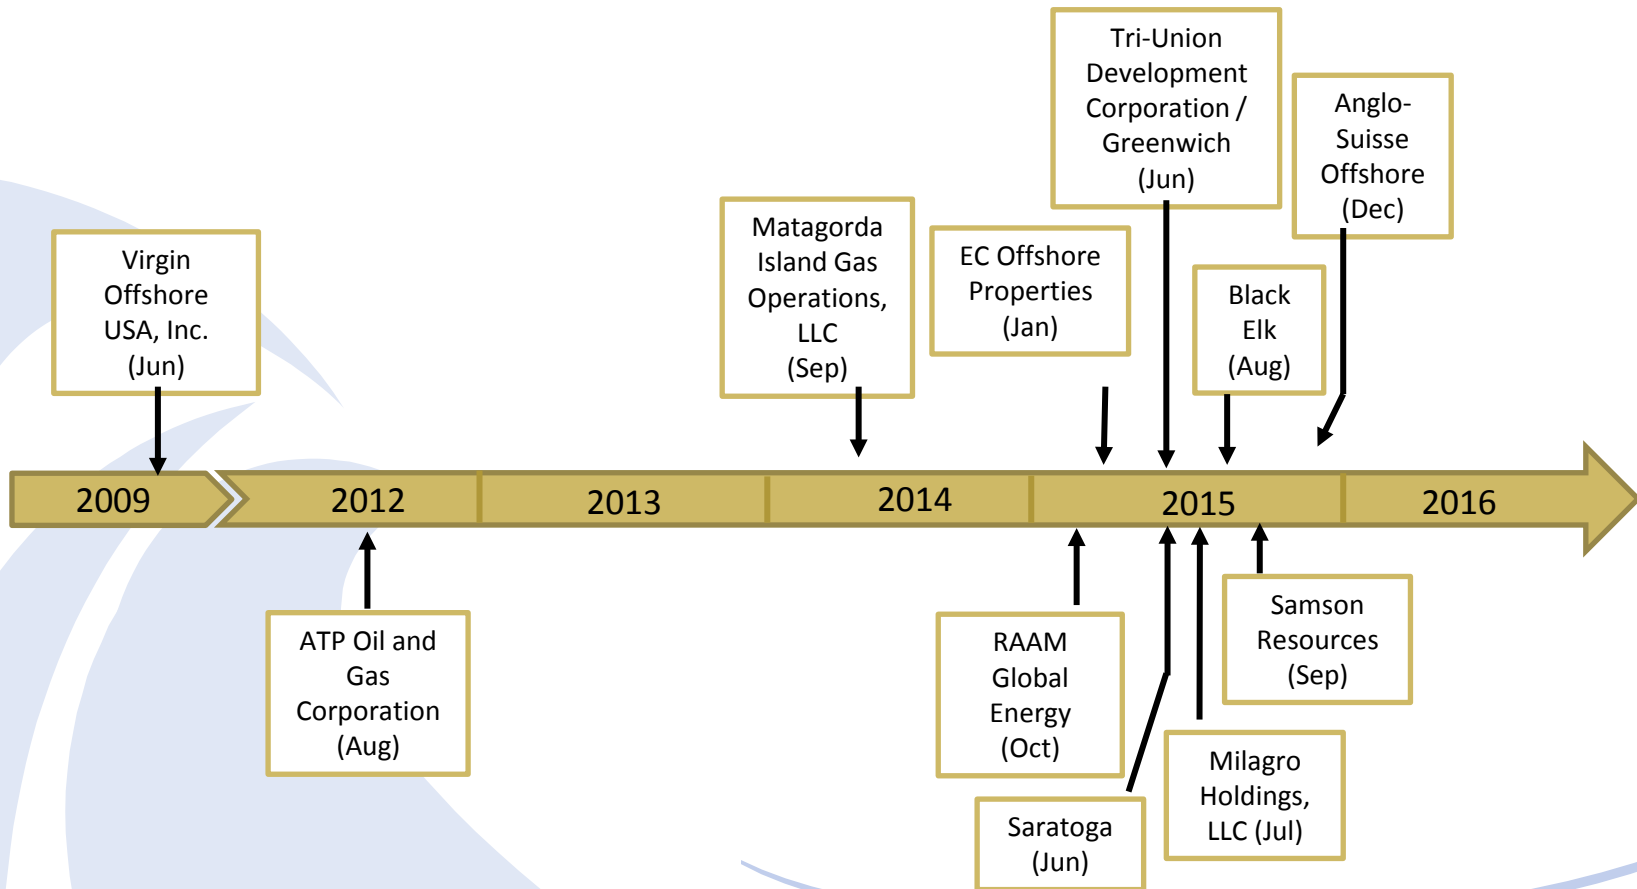 Tri-Union
Development
Corporation /
Greenwich
(Jun)
Anglo-
Suisse
Offshore
(Dec)
Matagorda
Island Gas
Operations,
LLC
(Sep)
EC Offshore
Properties
(Jan)
Virgin
Offshore
USA, Inc.
(Jun)
Black
Elk
(Aug)
2009
2012
2013
2014
2015
2016
ATP Oil and
Gas
Corporation
(Aug)
RAAM
Global
Energy
(Oct)
Samson
Resources
(Sep)
Saratoga
(Jun)
Milagro
Holdings,
LLC (Jul)